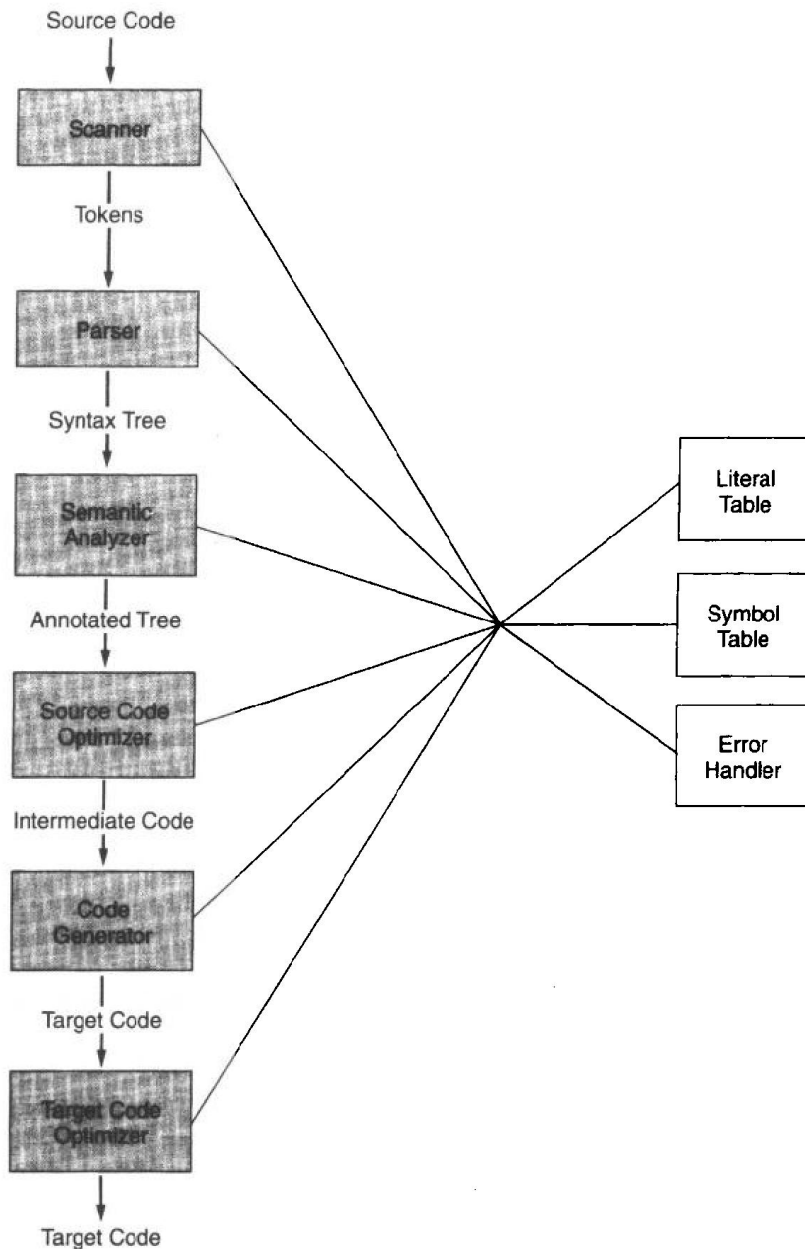 Source Code
Scanner
Tokens
Parser
Syntax Tree
Semantic
Analyzer
Annotated Tree
Source Code
Optimizer
Intermediate Code
Code
Generator
Target Code
Target Code
Optimizer
Target Code
Literal
Table
Symbol
Table
Error
Handler